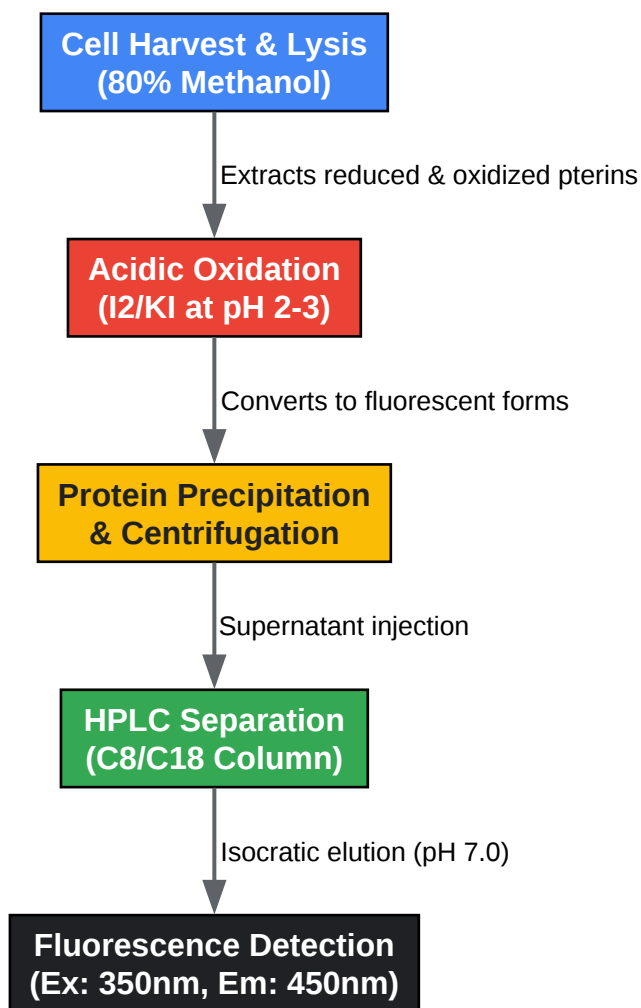 Cell Harvest & Lysis
(80% Methanol)
Extracts reduced & oxidized pterins
Acidic Oxidation
(I2/KI at pH 2-3)
Converts to fluorescent forms
Protein Precipitation
& Centrifugation
Supernatant injection
HPLC Separation
(C8/C18 Column)
Isocratic elution (pH 7.0)
Fluorescence Detection
(Ex: 350nm, Em: 450nm)